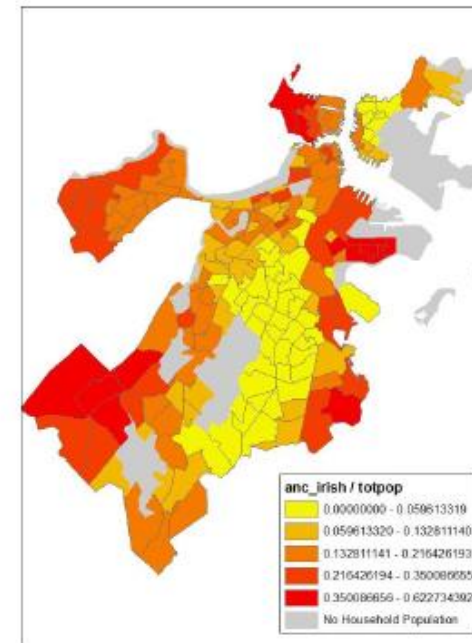 anc_irish / totpop
0.00000000 - 0.059613319
0.059613320 - 0.132811140
0.132811141 - 0.216426193
0.216426194 - 0.350086655
0.350086656 - 0.622734392
No Household Population